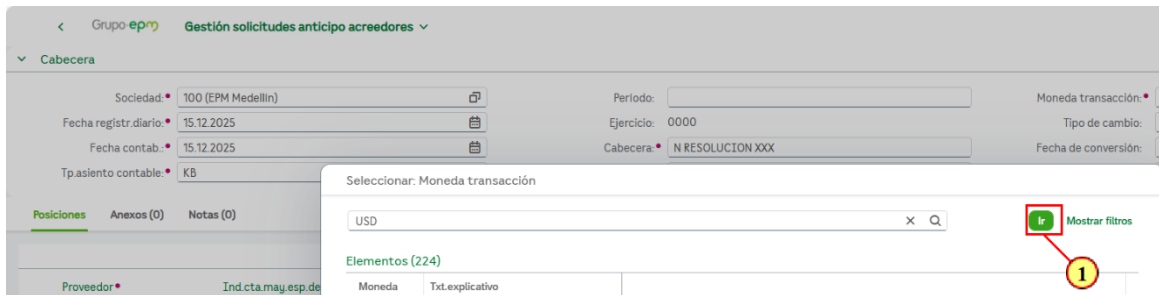 Grupo·epm Gestión solicitudes anticipo acreedores
Cabecera
Sociedad: 100 (EPM Medellin) Período: Moneda transacción:
Fecha registr.diario: 15.12.2025 Ejercicio: 0000 Tipo de cambio:
Fecha contab.: 15.12.2025 Cabecera: N RESOLUCION XXX Fecha de conversión:
Tp.asiento contable: KB Seleccionar: Moneda transacción
Posiciones Anexos (0) Notas (0)
USD Ir Mostrar filtros
Elementos (224)
1
Proveedor Ind.cta.may.esp.de Moneda Txt.explicativo